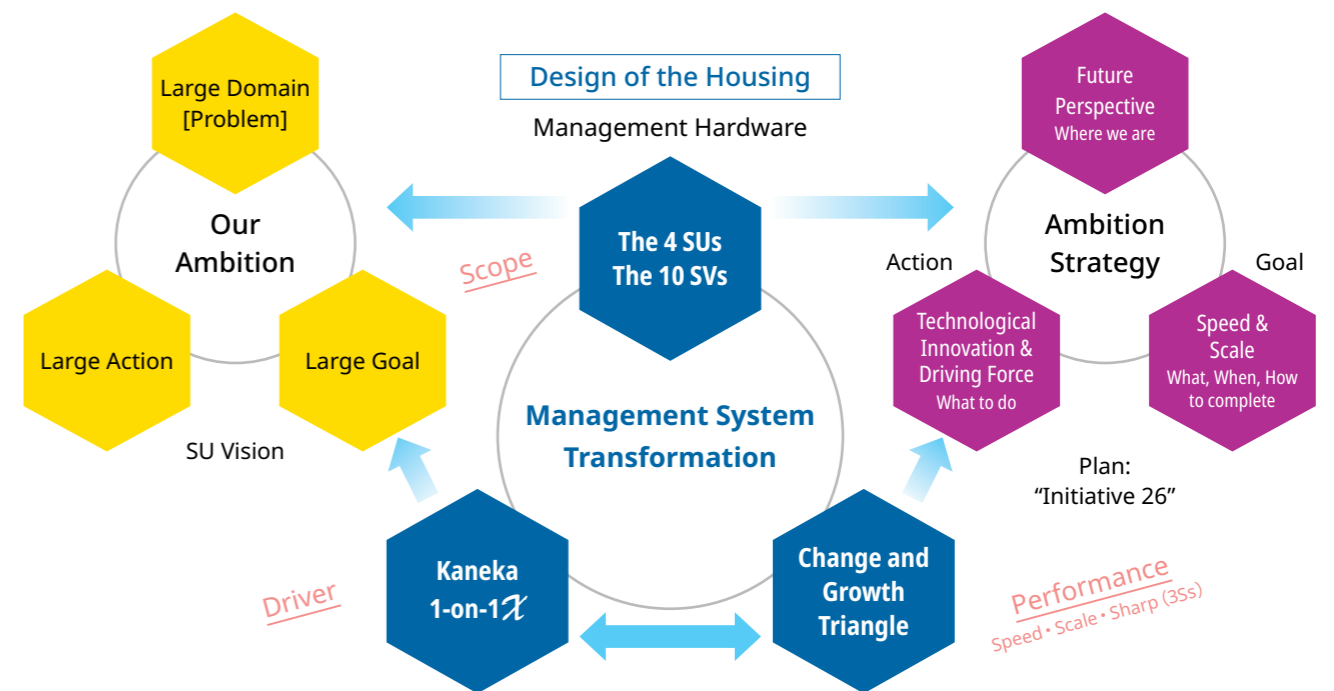 Large Domain
[Problem]
Our
Ambition
Large Action
Large Goal
SU Vision
Design of the Housing
Management Hardware
The 4 SUs
The 10 SVs
Scope
Management System
Transformation
Driver
Kaneka
1-on-1X
Change and
Growth
Triangle
Performance
Speed・Scale・Sharp (3Ss)
Future
Perspective
Where we are
Ambition
Strategy
Action
Goal
Technological
Innovation &
Driving Force
What to do
Speed &
Scale
What, When, How
to complete
Plan:
“Initiative 26”